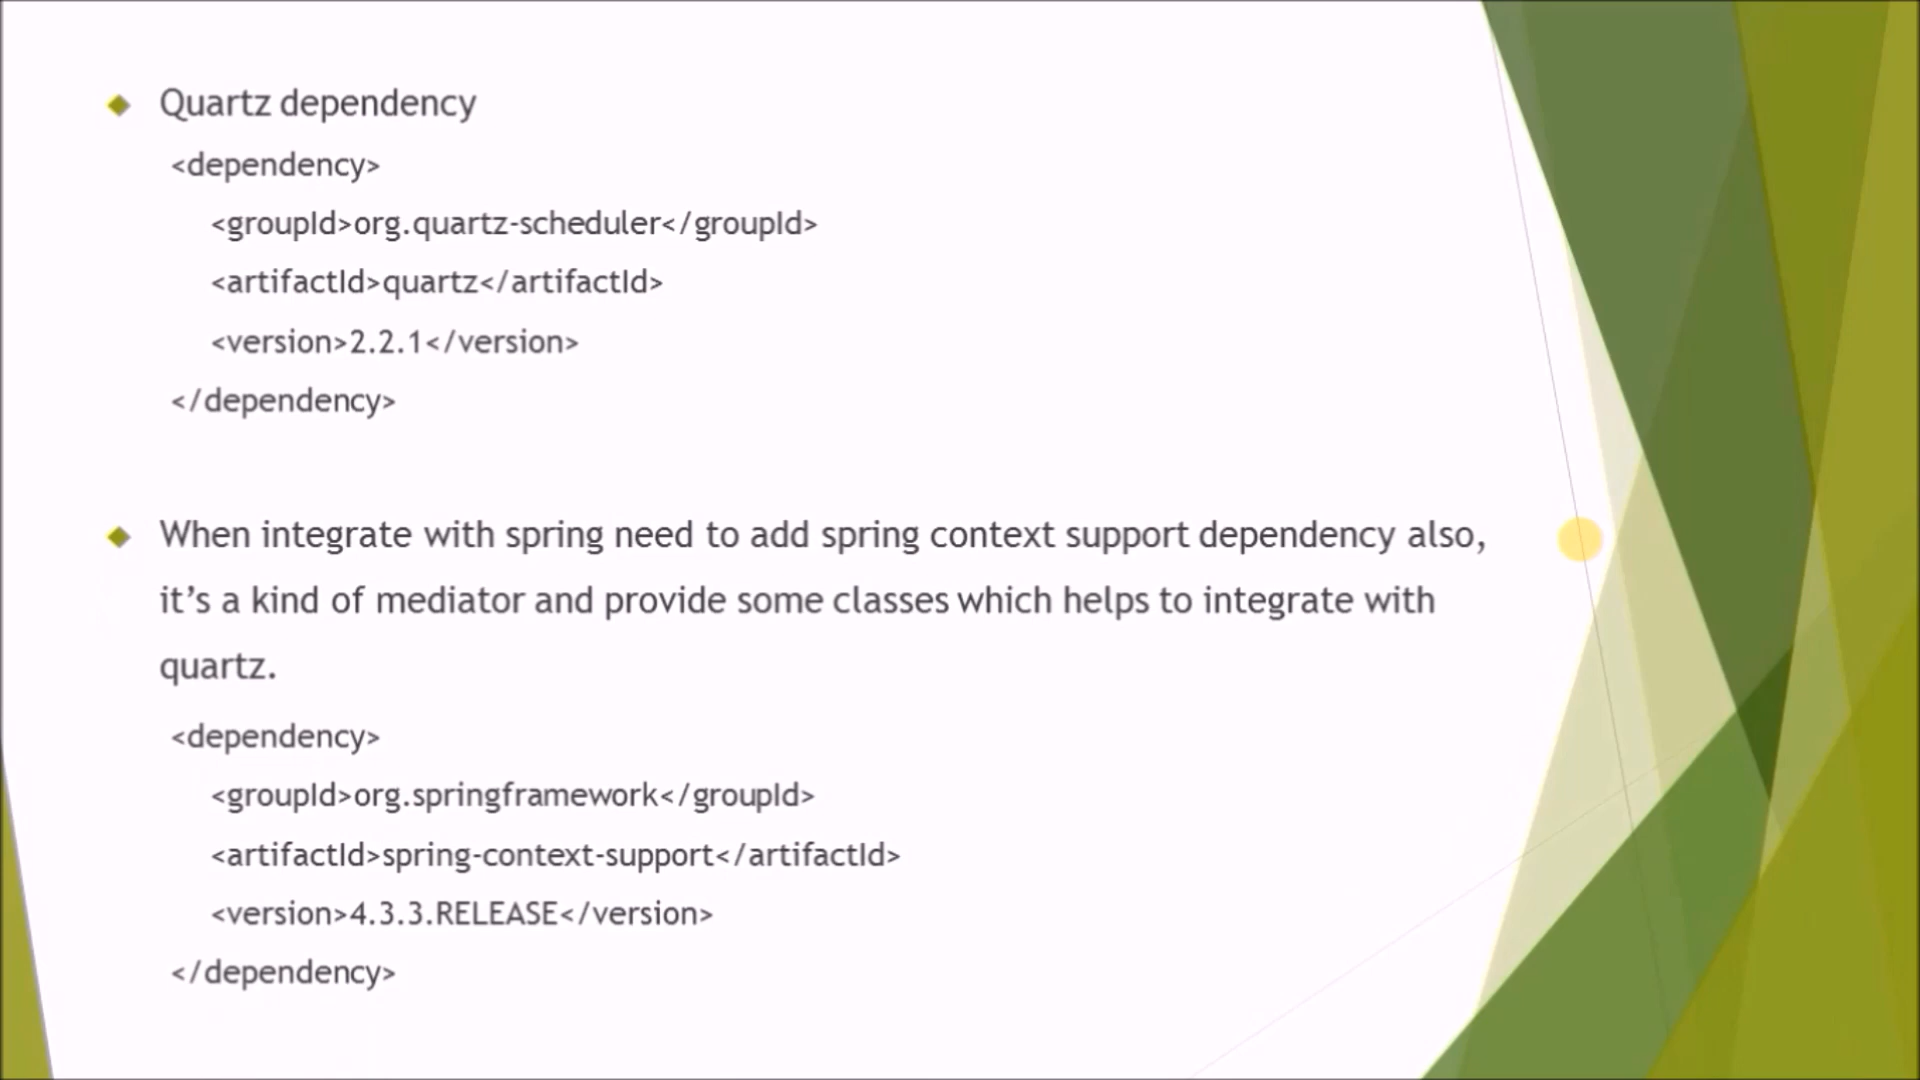 Quartz dependency
<dependency>
<groupId>org.quartz-scheduler</groupId>
<artifactId>quartz</artifactId>
<version>2.2.1</version>
</dependency>
When integrate with spring need to add spring context support dependency also,
it’s a kind of mediator and provide some classes which helps to integrate with
quartz.
<dependency>
<groupId>org.springframework</groupId>
<artifactId>spring-context-support</artifactId>
<version>4.3.3.RELEASE</version>
</dependency>